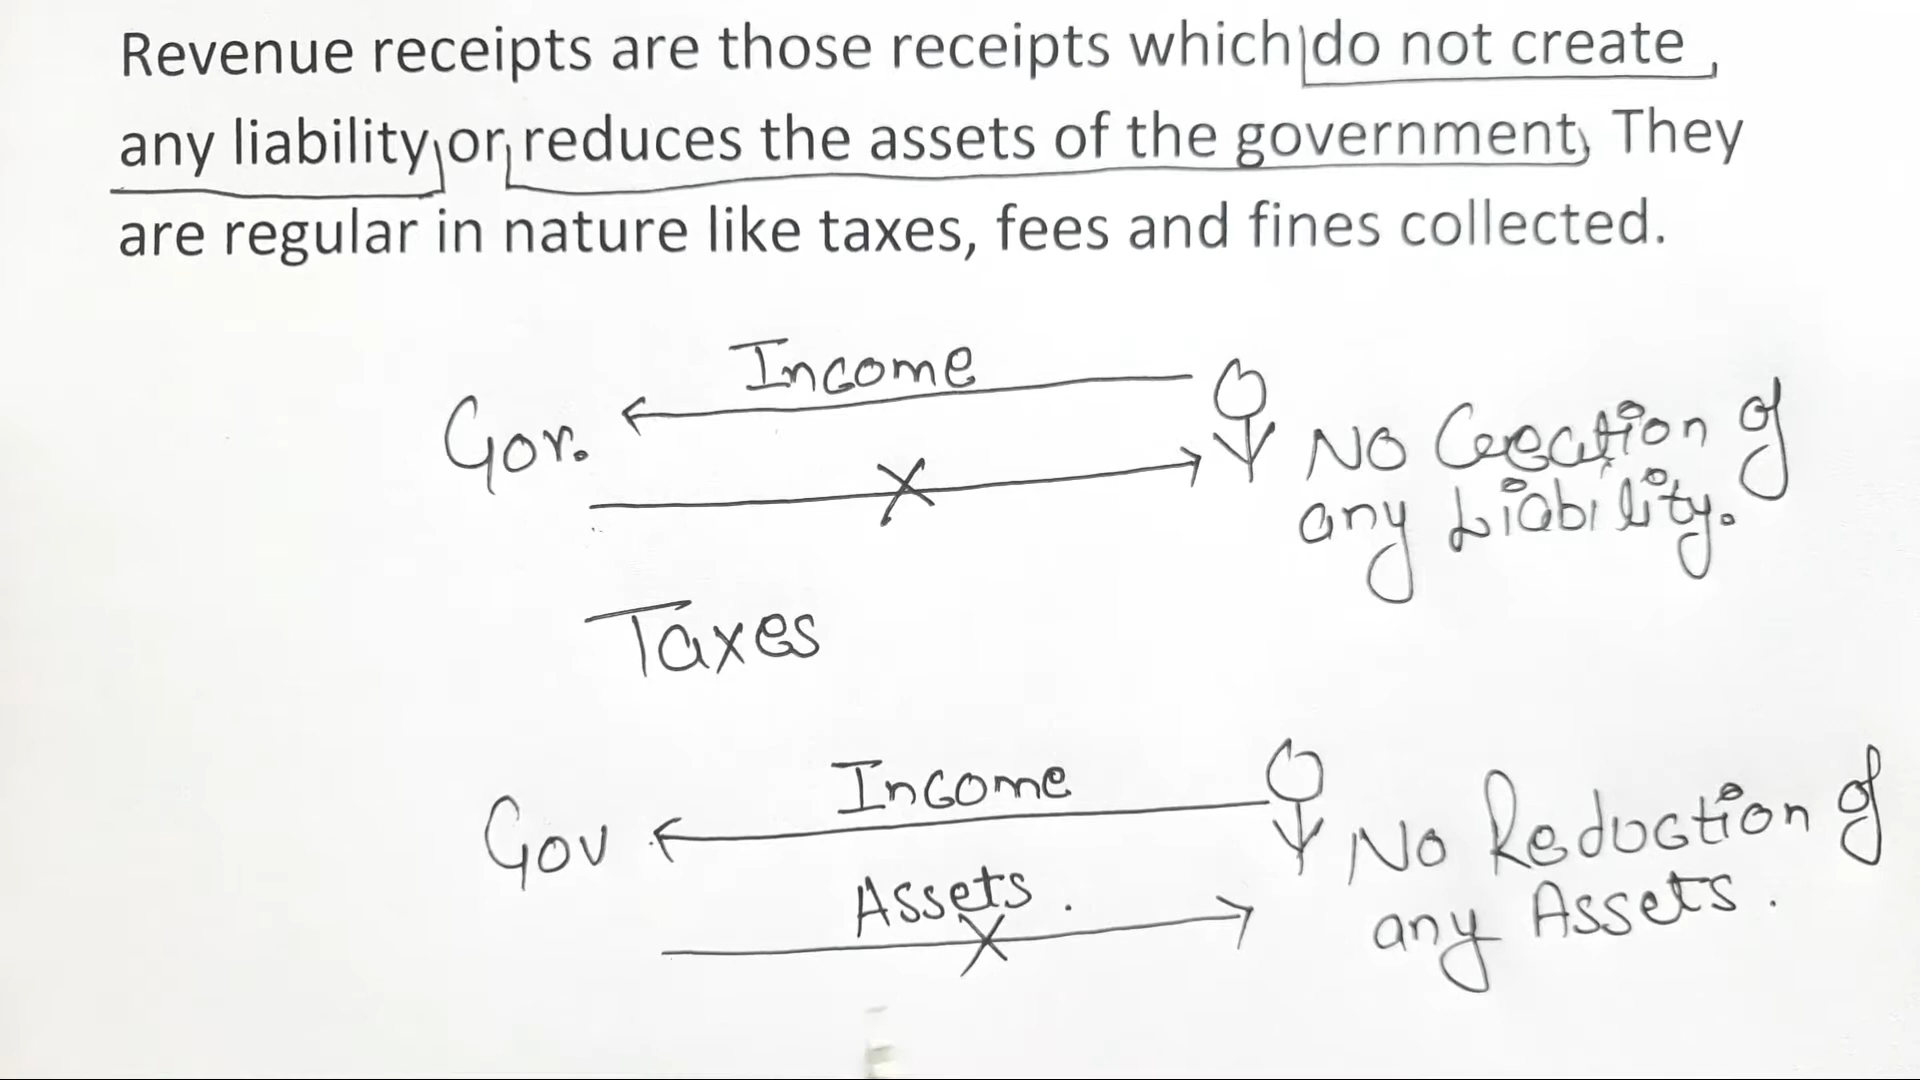 Revenue receipts are those receipts which do not create
any liability or reduces the assets of the government, They
are regular in nature like taxes, fees and fines collected.
Income
Gov.
No Creation of
any Liability.
Taxes
Income
Gov
Assets.
No Reduction of
any Assets.